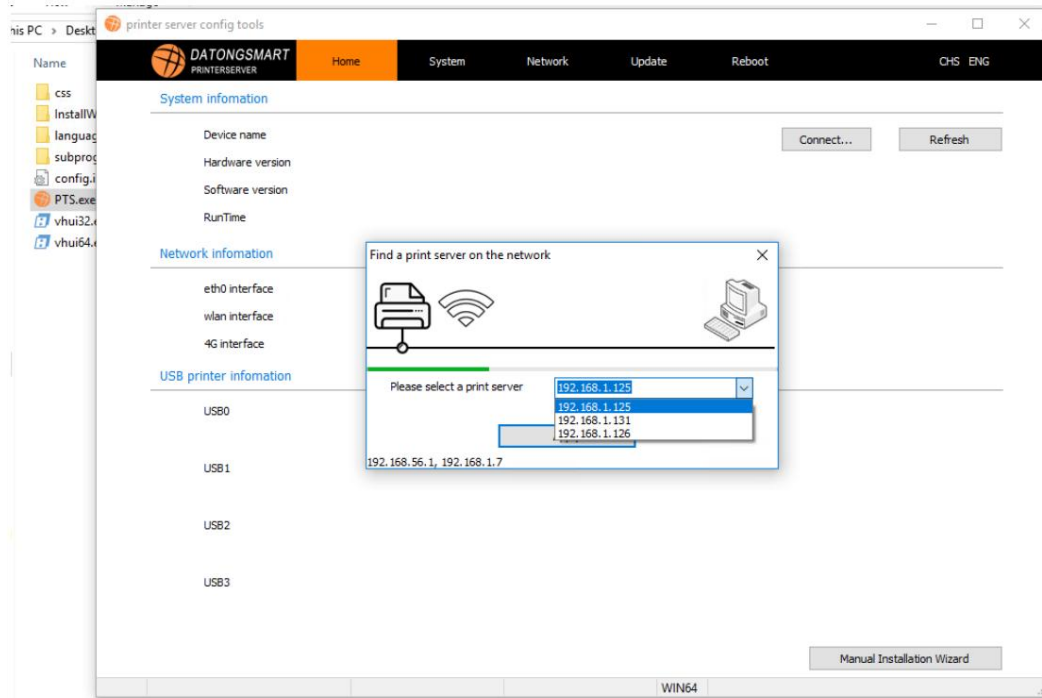 his PC > Deskt
Name
css
InstallW
languag
subprog
config.i
PTS.exe
vhui32.e
vhui64.e
printer server config tools
DATONGSMART
PRINTERSERVER
Home System Network Update Reboot CHS ENG
System infomation
Device name
Connect... Refresh
Hardware version
Software version
RunTime
Network infomation
eth0 interface
wlan interface
4G interface
USB printer infomation
USB0
USB1
USB2
USB3
Find a print server on the network
Please select a print server 192.168.1.125
192.168.1.125
192.168.1.131
192.168.1.126
192.168.56.1, 192.168.1.7
Manual Installation Wizard
WIN64